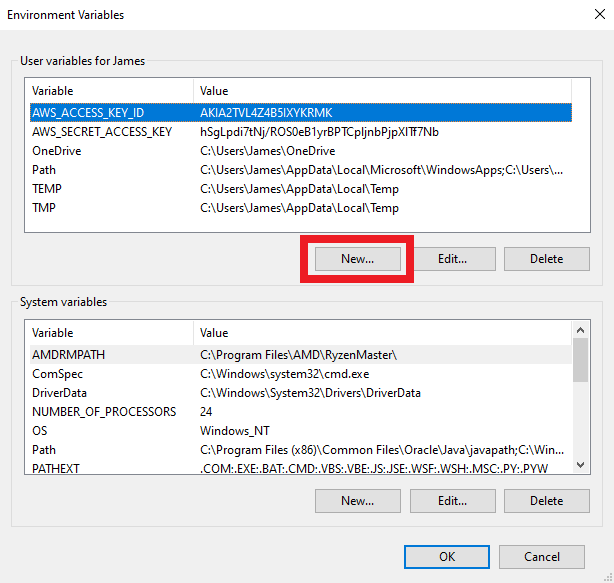 Environment Variables
User variables for James
Variable Value
AWS_ACCESS_KEY_ID AKIA2TVL4Z4B5IXYKRMK
AWS_SECRET_ACCESS_KEY
OneDrive C:\Users\James\OneDrive
Path C:\Users\James\AppData\Local\Microsoft\WindowsApps;C:\Users\...
TEMP C:\Users\James\AppData\Local\Temp
TMP C:\Users\James\AppData\Local\Temp
New... Edit... Delete
System variables
Variable Value
AMDRMPATH C:\Program Files\AMD\RyzenMaster\
ComSpec C:\Windows\system32\cmd.exe
DriverData C:\Windows\System32\Drivers\DriverData
NUMBER_OF_PROCESSORS 24
OS Windows_NT
Path C:\Program Files (x86)\Common Files\Oracle\Java\javapath;C:\Win...
PATHEXT .COM;.EXE;.BAT;.CMD;.VBS;.VBE;.JS;.JSE;.WSF;.WSH;.MSC;.PY;.PYW
New... Edit... Delete
OK Cancel